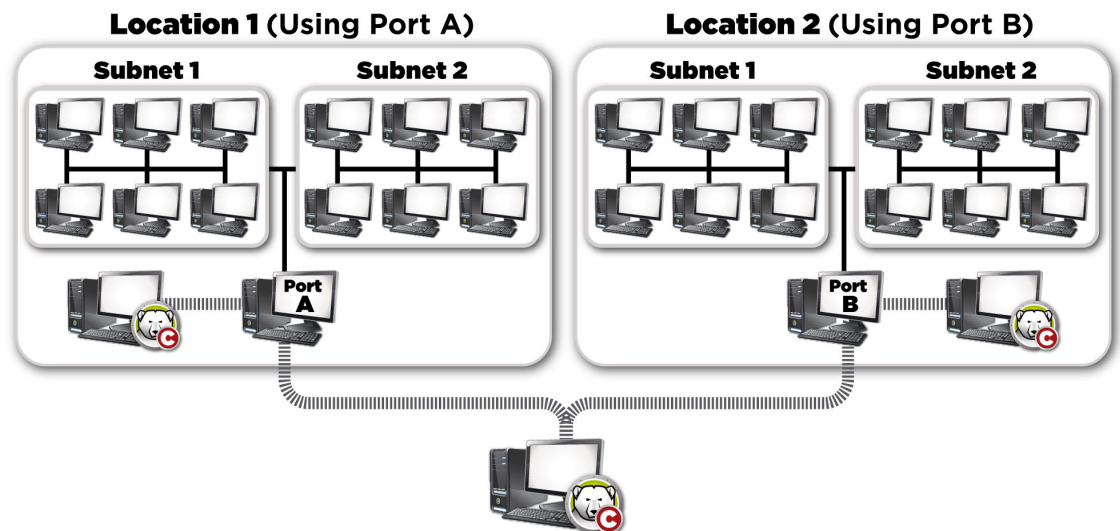 Location 1 (Using Port A)
Subnet 1
Subnet 2
Port
A
C
Location 2 (Using Port B)
Subnet 1
Subnet 2
Port
B
C
C